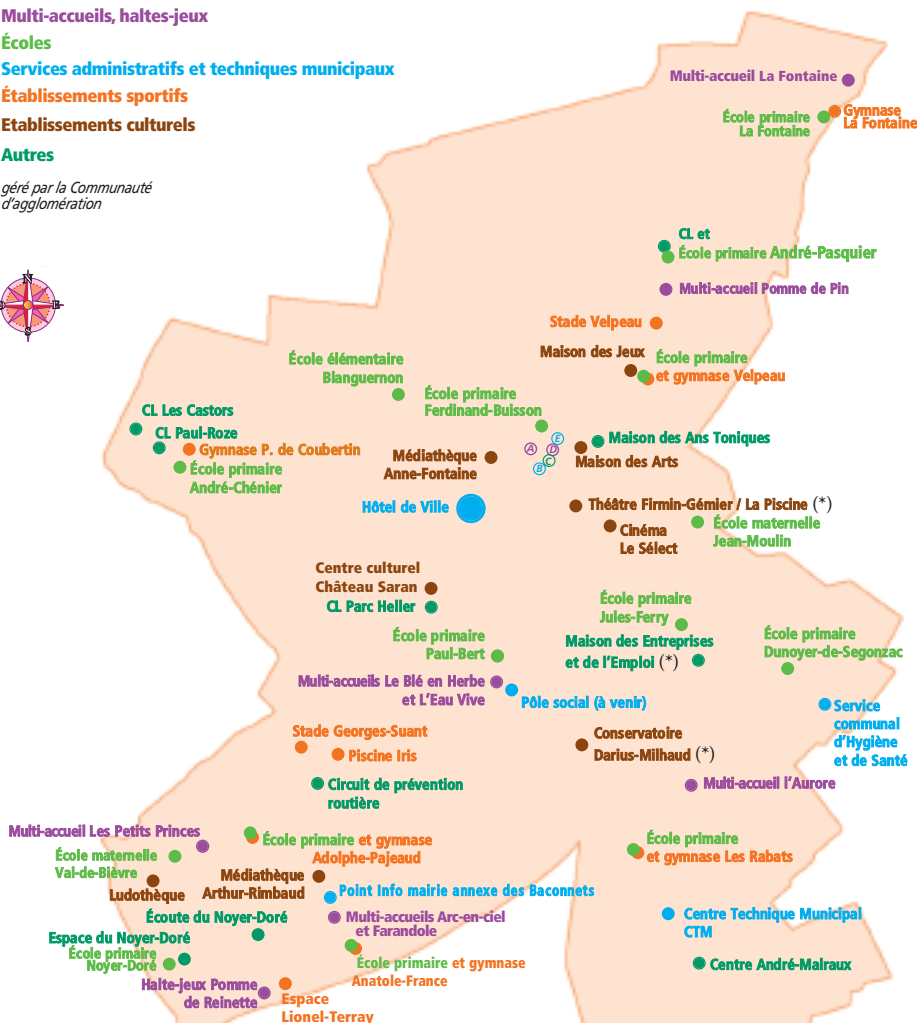 Multi-accueils, haltes-jeux
Écoles
Services administratifs et techniques municipaux
Établissements sportifs
Etablissements culturels
Autres
géré par la Communauté
d'agglomération
N
E
S
O
Multi-accueil La Fontaine
École primaire
La Fontaine
Gymnase
La Fontaine
CL et
École primaire André-Pasquier
Multi-accueil Pomme de Pin
Stade Velpeau
Maison des Jeux
École primaire
et gymnase Velpeau
École élémentaire
Blanguernon
École primaire
Ferdinand-Buisson
CL Les Castors
CL Paul-Roze
Gymnase P. de Coubertin
École primaire
André-Chénier
Médiathèque
Anne-Fontaine
A
E
D
C
B
Maison des Ans Toniques
Maison des Arts
Hôtel de Ville
Théâtre Firmin-Gémier / La Piscine (*)
Cinéma
Le Sélect
École maternelle
Jean-Moulin
Centre culturel
Château Saran
CL Parc Heller
École primaire
Jules-Ferry
École primaire
Paul-Bert
Maison des Entreprises
et de l'Emploi (*)
École primaire
Dunoyer-de-Segonzac
Multi-accueils Le Blé en Herbe
et L'Eau Vive
Pôle social (à venir)
Service
communal
d'Hygiène
et de Santé
Stade Georges-Suant
Piscine Iris
Conservatoire
Darius-Milhaud (*)
Circuit de prévention
routière
Multi-accueil l'Aurore
Multi-accueil Les Petits Princes
École primaire et gymnase
Adolphe-Pajeaud
École primaire
et gymnase Les Rabats
École maternelle
Val-de-Bièvre
Ludothèque
Médiathèque
Arthur-Rimbaud
Point Info mairie annexe des Baconnets
Écoute du Noyer-Doré
Multi-accueils Arc-en-ciel
et Farandole
Centre Technique Municipal
CTM
Espace du Noyer-Doré
École primaire
Noyer-Doré
École primaire et gymnase
Anatole-France
Centre André-Malraux
Halte-jeux Pomme
de Reinette
Espace
Lionel-Terray